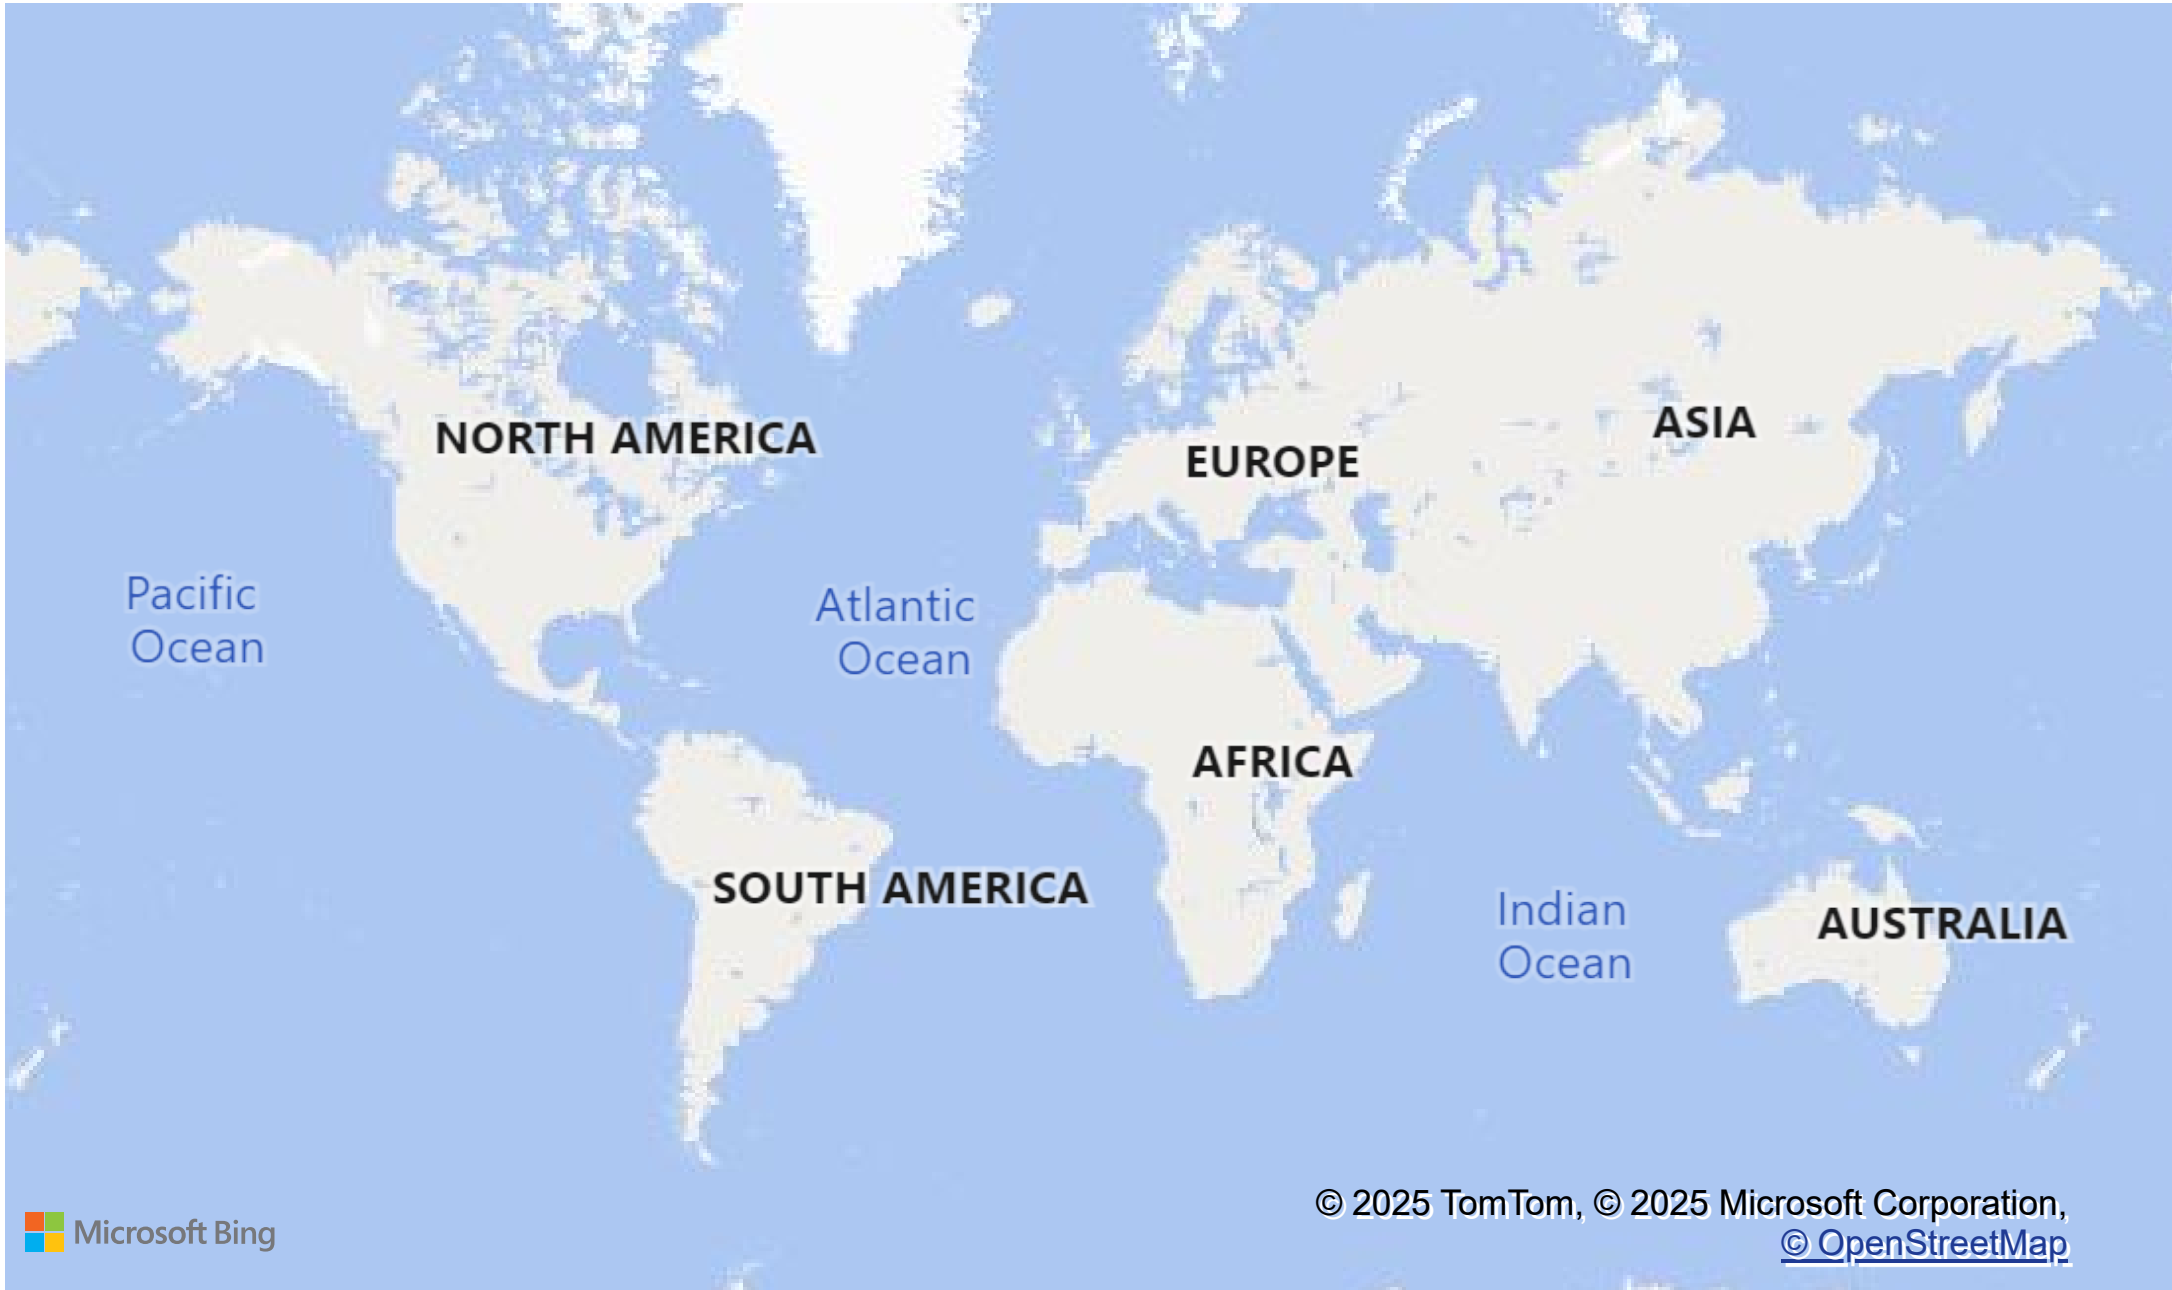 NORTH AMERICA
EUROPE
ASIA
Pacific
Ocean
Atlantic
Ocean
AFRICA
SOUTH AMERICA
Indian
Ocean
AUSTRALIA
© 2025 TomTom, © 2025 Microsoft Corporation,
© OpenStreetMap
Microsoft Bing